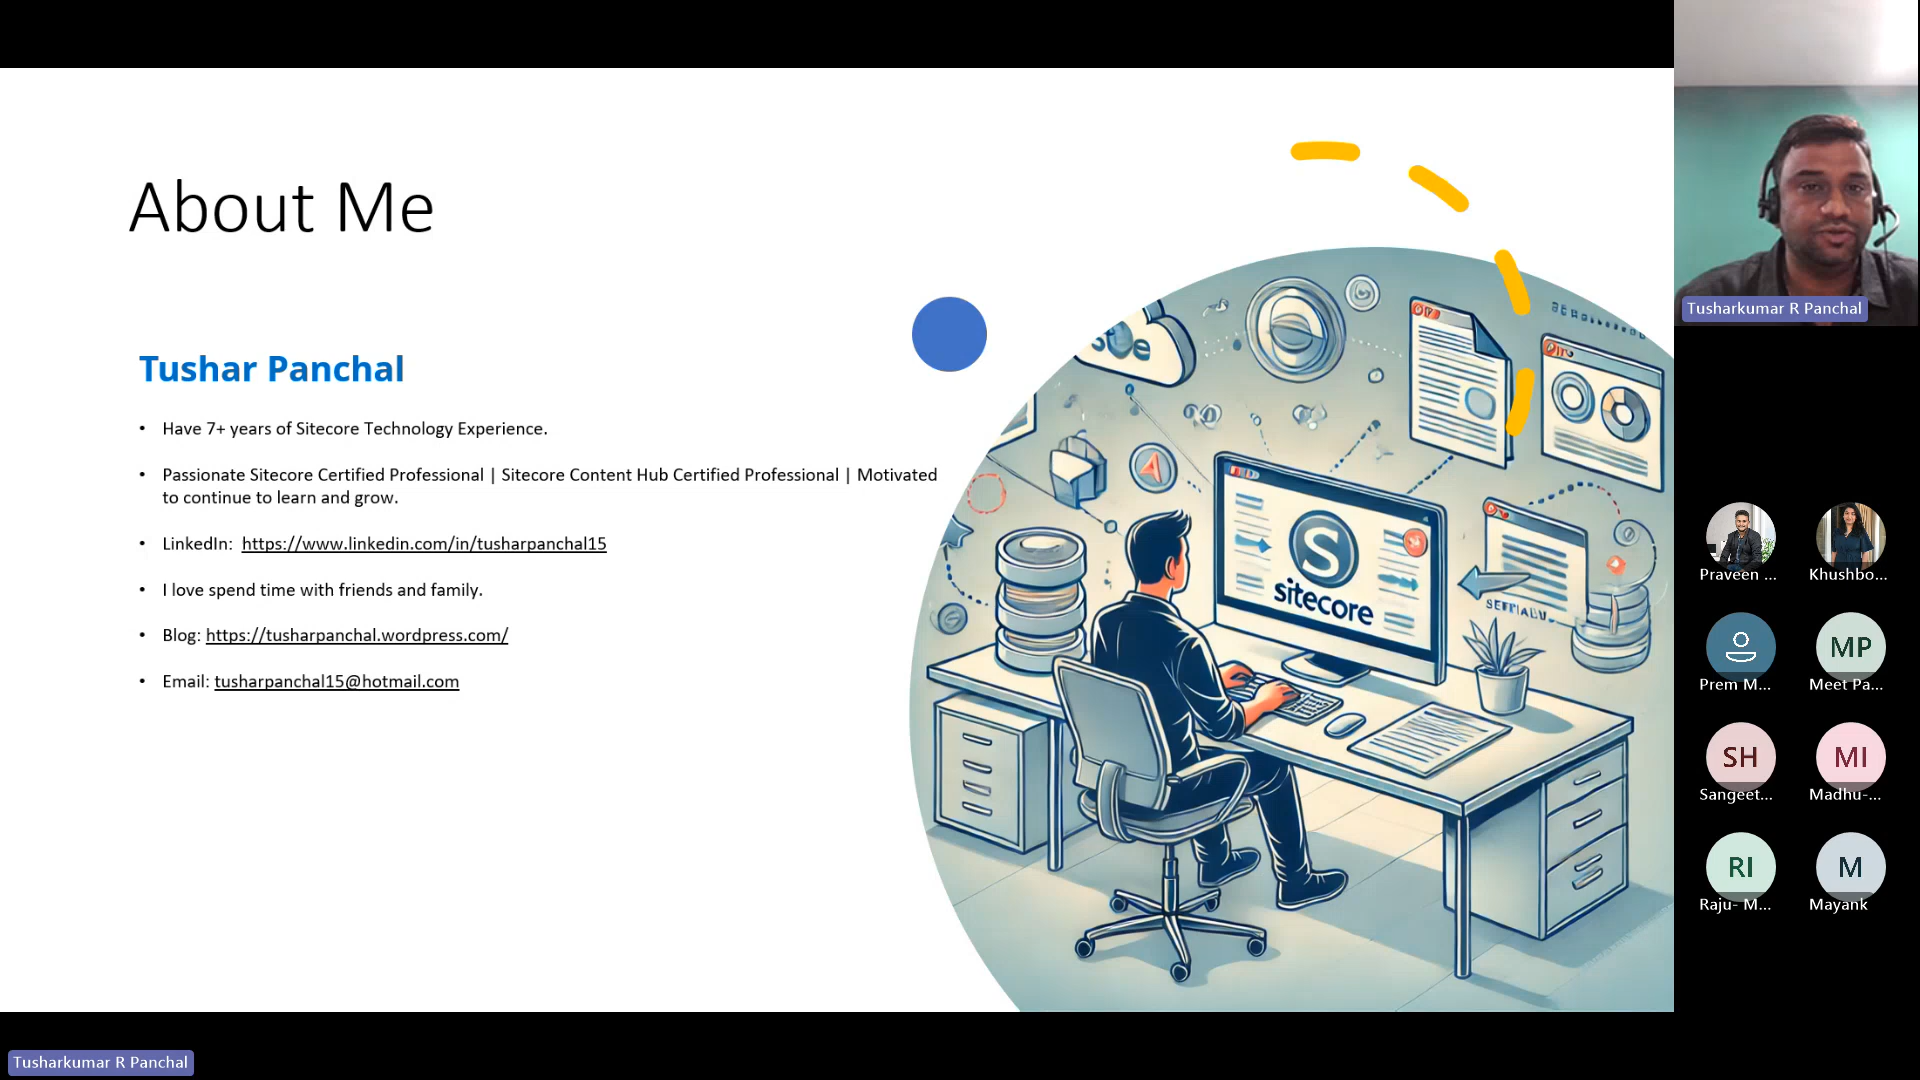 About Me
Tushar Panchal
• Have 7+ years of Sitecore Technology Experience.
• Passionate Sitecore Certified Professional | Sitecore Content Hub Certified Professional | Motivated
to continue to learn and grow.
• LinkedIn: https://www.linkedin.com/in/tusharpanchal15
• I love spend time with friends and family.
• Blog: https://tusharpanchal.wordpress.com/
• Email: tusharpanchal15@hotmail.com
S
sitecore
Tusharkumar R Panchal
Praveen ...
Khushbo...
Prem M...
MP
Meet Pa...
SH
Sangeet...
MI
Madhu-...
RI
Raju- M...
M
Mayank
Tusharkumar R Panchal